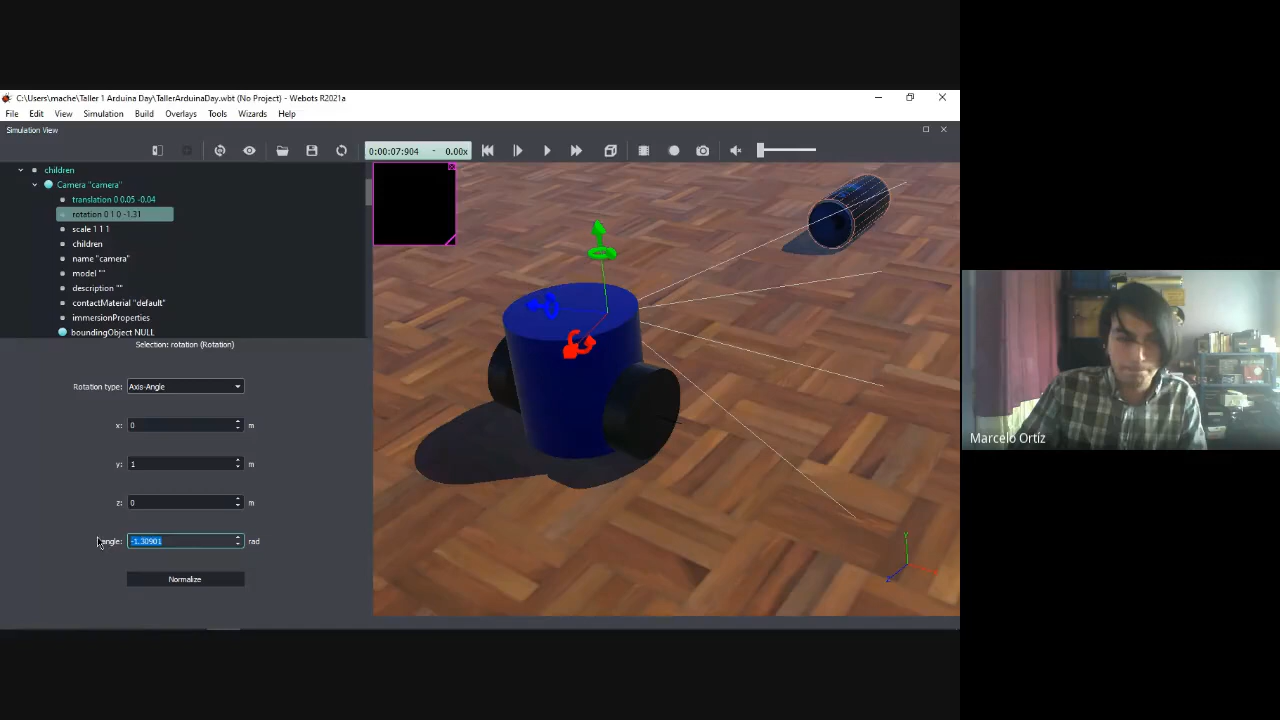 C:\Users\mache\Taller 1 Arduina Day\TallerArduinaDay.wbt (No Project) - Webots R2021a
File Edit View Simulation Build Overlays Tools Wizards Help
Simulation View
0:00:07:904 - 0.00x
children
Camera "camera"
translation 0 0.05 -0.04
rotation 0 1 0 -1.31
scale 1 1 1
children
name "camera"
model ""
description ""
contactMaterial "default"
immersionProperties
boundingObject NULL
Selection: rotation (Rotation)
Rotation type: Axis-Angle
x: 0 m
y: 1 m
z: 0 m
angle: -1.30901 rad
Normalize
Y
Z
Marcelo Ortíz